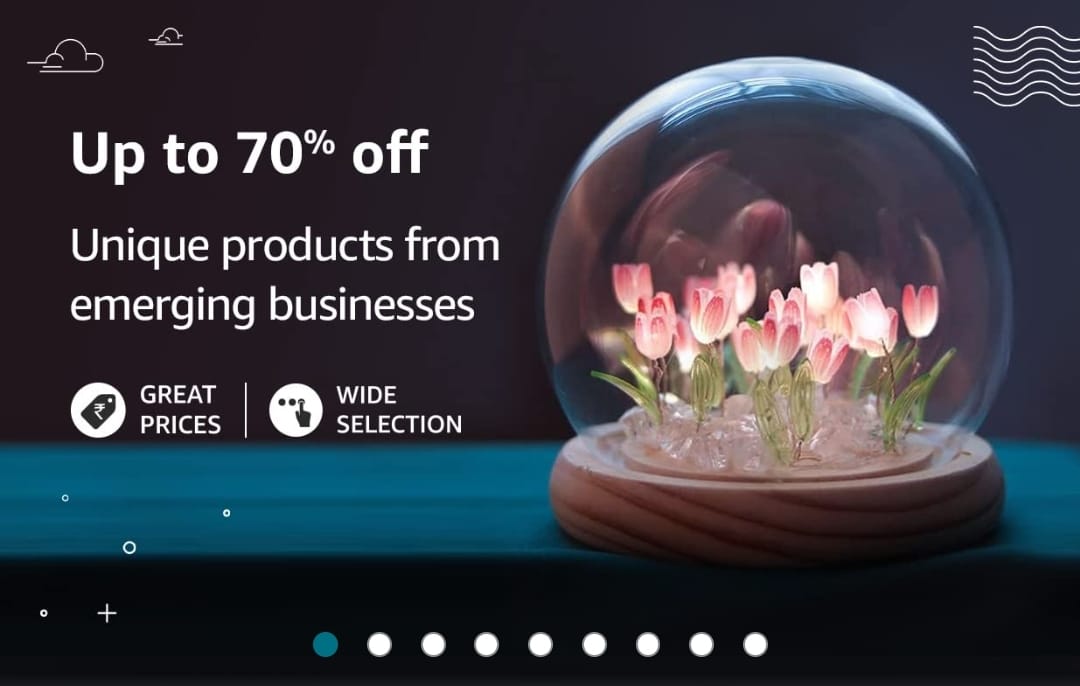 Up to 70% off
Unique products from
emerging businesses
₹
GREAT
PRICES
WIDE
SELECTION